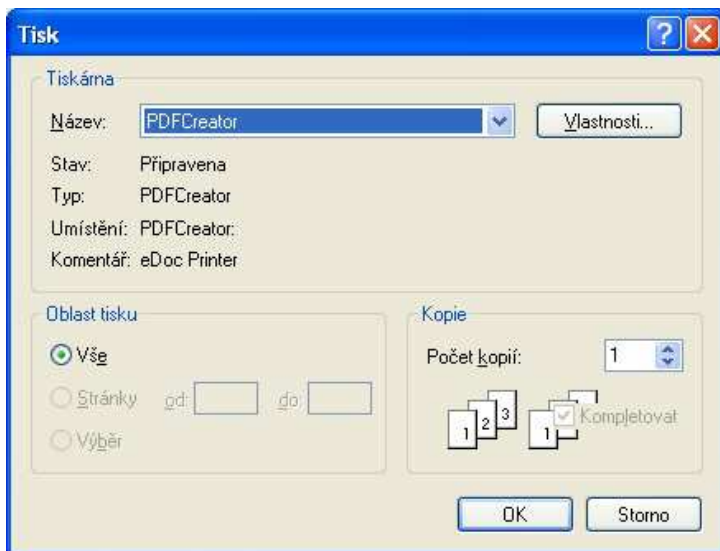 Tisk
Tiskárna
Název: PDFCreator Vlastnosti...
Stav: Připravena
Typ: PDFCreator
Umístění: PDFCreator:
Komentář: eDoc Printer
Oblast tisku
Vše
Stránky od: do:
Výběr
Kopie
Počet kopií: 1
1 2 3 1 Kompletovat
OK Storno